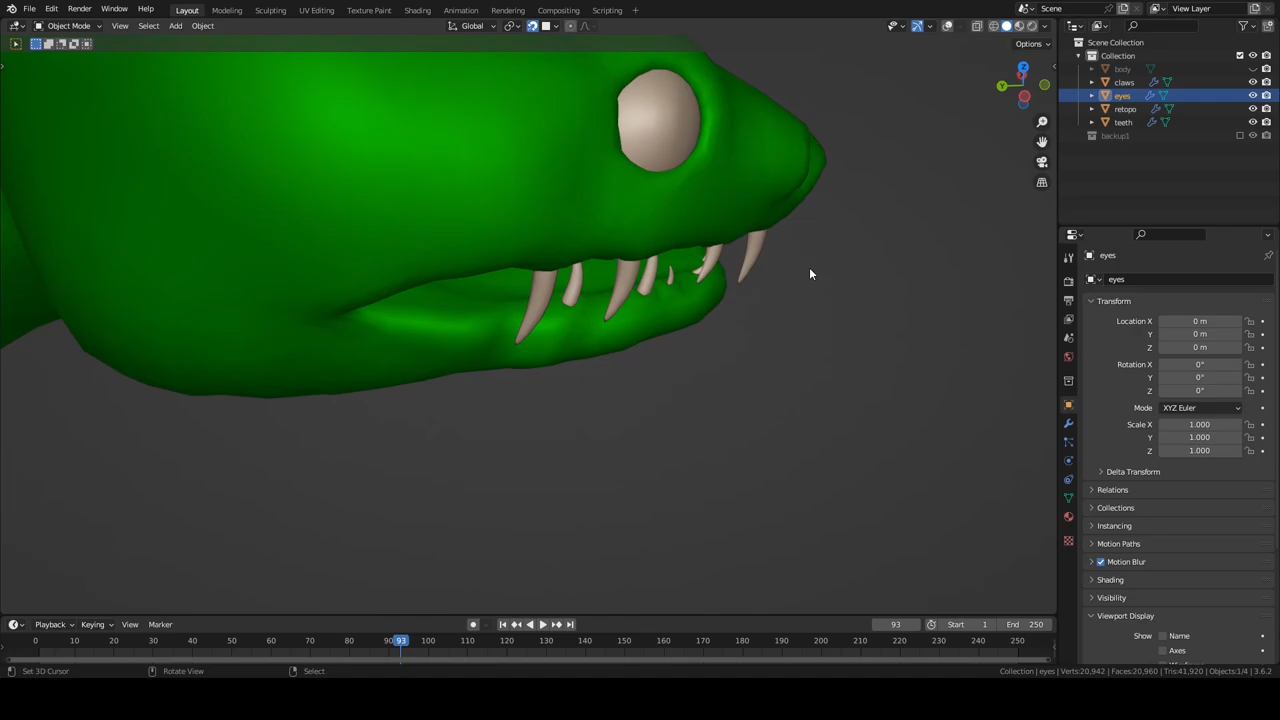 File Edit Render Window Help Layout Modeling Sculpting UV Editing Texture Paint Shading Animation Rendering Compositing Scripting + Scene View Layer
Object Mode View Select Add Object Global
Options
Z
Y
Scene Collection
Collection
body
claws
eyes
retopo
teeth
backup1
eyes
eyes
Transform
Location X 0 m
Y 0 m
Z 0 m
Rotation X 0°
Y 0°
Z 0°
Mode XYZ Euler
Scale X 1.000
Y 1.000
Z 1.000
Delta Transform
Relations
Collections
Instancing
Motion Paths
Motion Blur
Shading
Visibility
Viewport Display
Show Name
Axes
Playback Keying View Marker 93 Start 1 End 250
0 10 20 30 40 50 60 70 80 90 93 100 110 120 130 140 150 160 170 180 190 200 210 220 230 240 250
Set 3D Cursor Rotate View Select Collection | eyes | Verts:20,942 | Faces:20,960 | Tris:41,920 | Objects:1/4 | 3.6.2